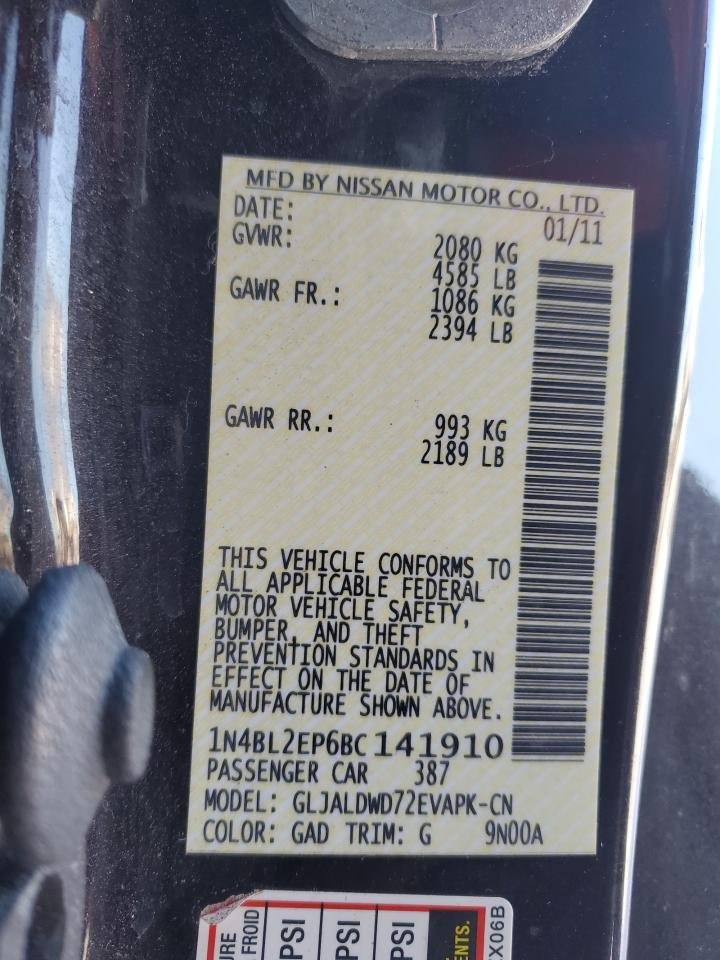 MFD BY NISSAN MOTOR CO., LTD.
DATE: 01/11
GVWR: 2080 KG
4585 LB
GAWR FR.: 1086 KG
2394 LB
GAWR RR.: 993 KG
2189 LB
THIS VEHICLE CONFORMS TO
ALL APPLICABLE FEDERAL
MOTOR VEHICLE SAFETY,
BUMPER, AND THEFT
PREVENTION STANDARDS IN
EFFECT ON THE DATE OF
MANUFACTURE SHOWN ABOVE.
1N4BL2EP6BC141910
PASSENGER CAR 387
MODEL: GLJALDWD72EVAPK-CN
COLOR: GAD TRIM: G 9N00A
FROID
PSI
PSI
PSI